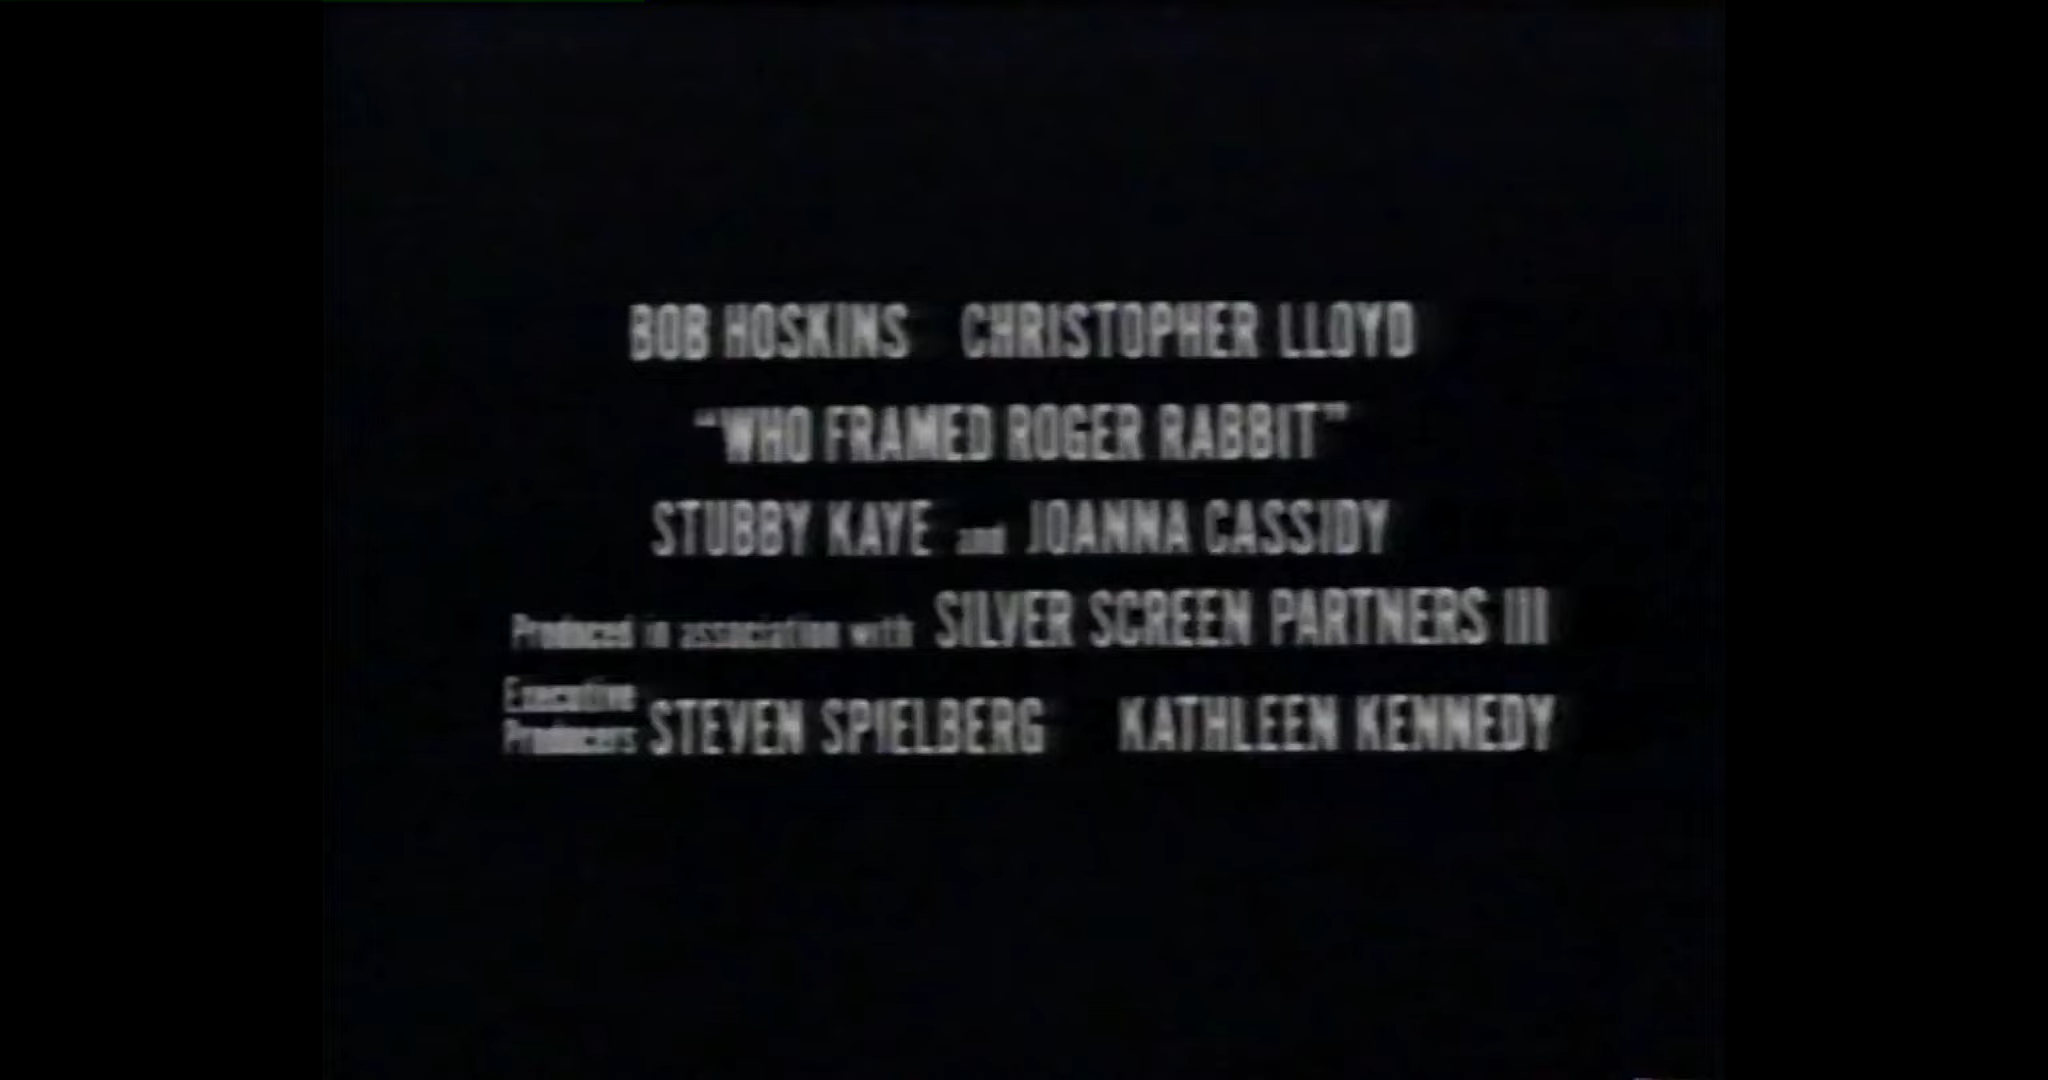 BOB HOSKINS CHRISTOPHER LLOYD
“WHO FRAMED ROGER RABBIT”
STUBBY KAYE and JOANNA CASSIDY
Produced in association with SILVER SCREEN PARTNERS III
Executive Producers STEVEN SPIELBERG KATHLEEN KENNEDY